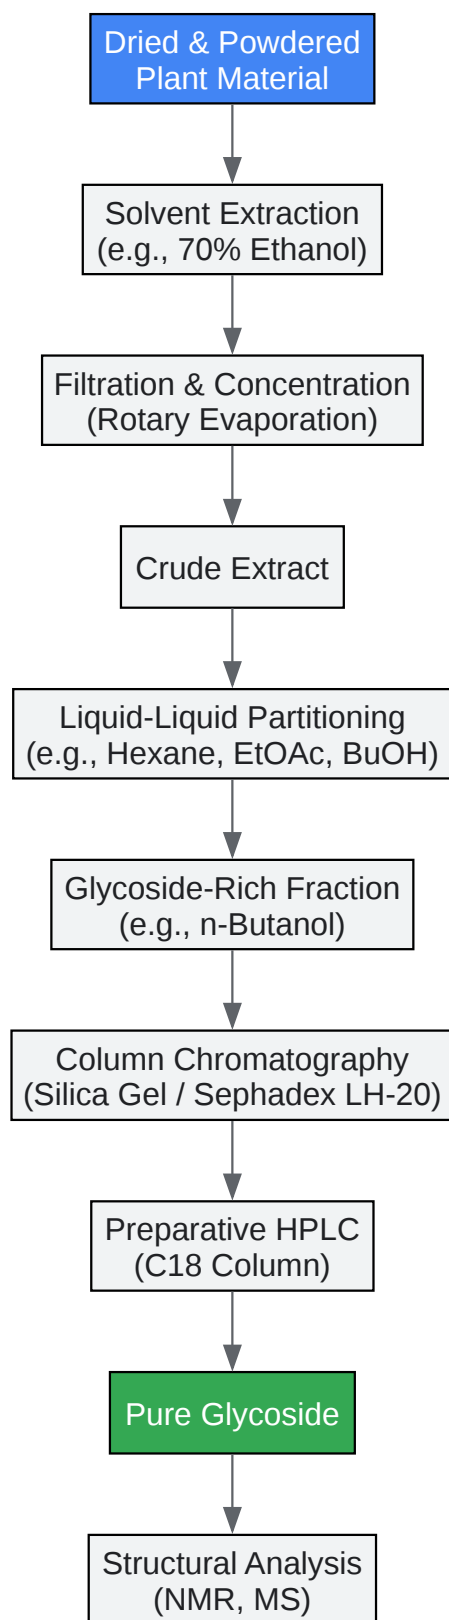 Dried & Powdered
Plant Material
Solvent Extraction
(e.g., 70% Ethanol)
Filtration & Concentration
(Rotary Evaporation)
Crude Extract
Liquid-Liquid Partitioning
(e.g., Hexane, EtOAc, BuOH)
Glycoside-Rich Fraction
(e.g., n-Butanol)
Column Chromatography
(Silica Gel / Sephadex LH-20)
Preparative HPLC
(C18 Column)
Pure Glycoside
Structural Analysis
(NMR, MS)